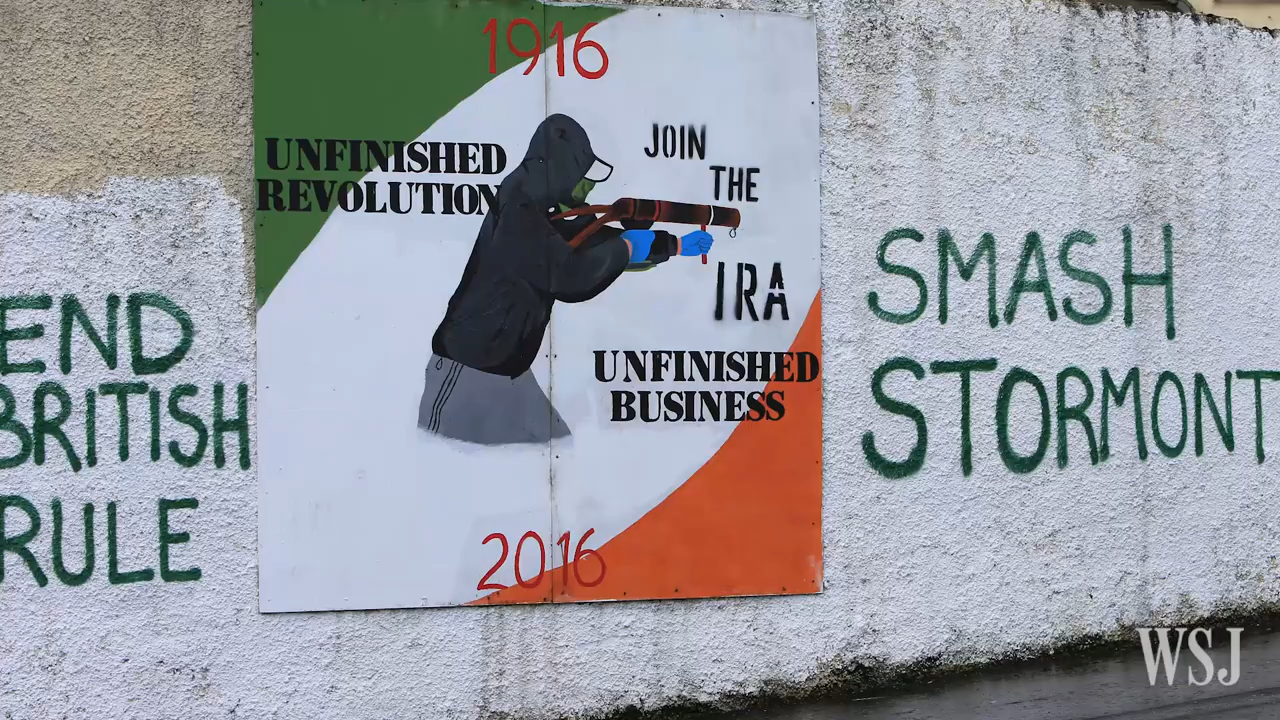 END
BRITISH
RULE
1916
UNFINISHED
REVOLUTION
JOIN
THE
IRA
UNFINISHED
BUSINESS
2016
SMASH
STORMONT
WSJ